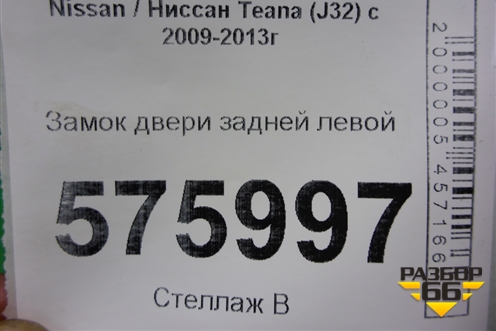 Nissan / Ниссан Teana (J32) с
2009-2013г
Замок двери задней левой
575997
Стеллаж В
2000005457166
РАЗБОР
66